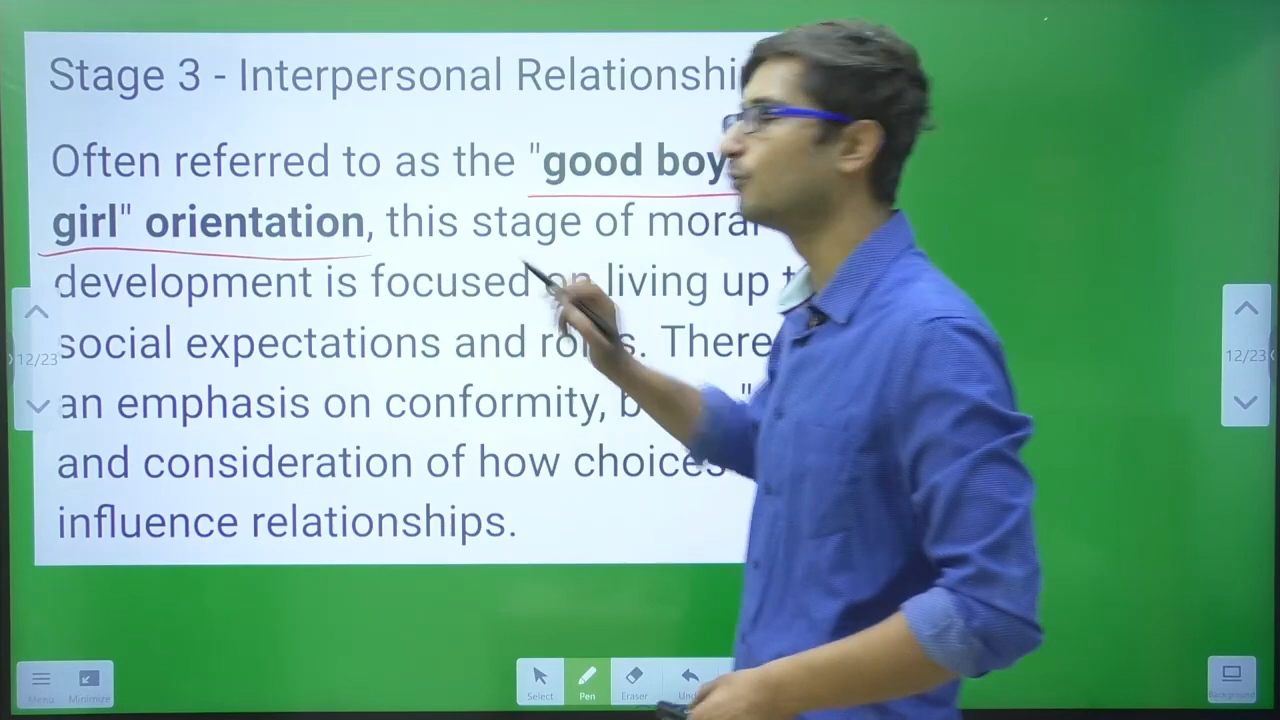 Stage 3 - Interpersonal
Often referred to as the "good boy
girl" orientation, this stage of moral
development is focused on living up
social expectations and roles. There
an emphasis on conformity,
and consideration of how choices
influence relationships.
12/23
12/23
Menu
Minimize
Select
Pen
Eraser
Background